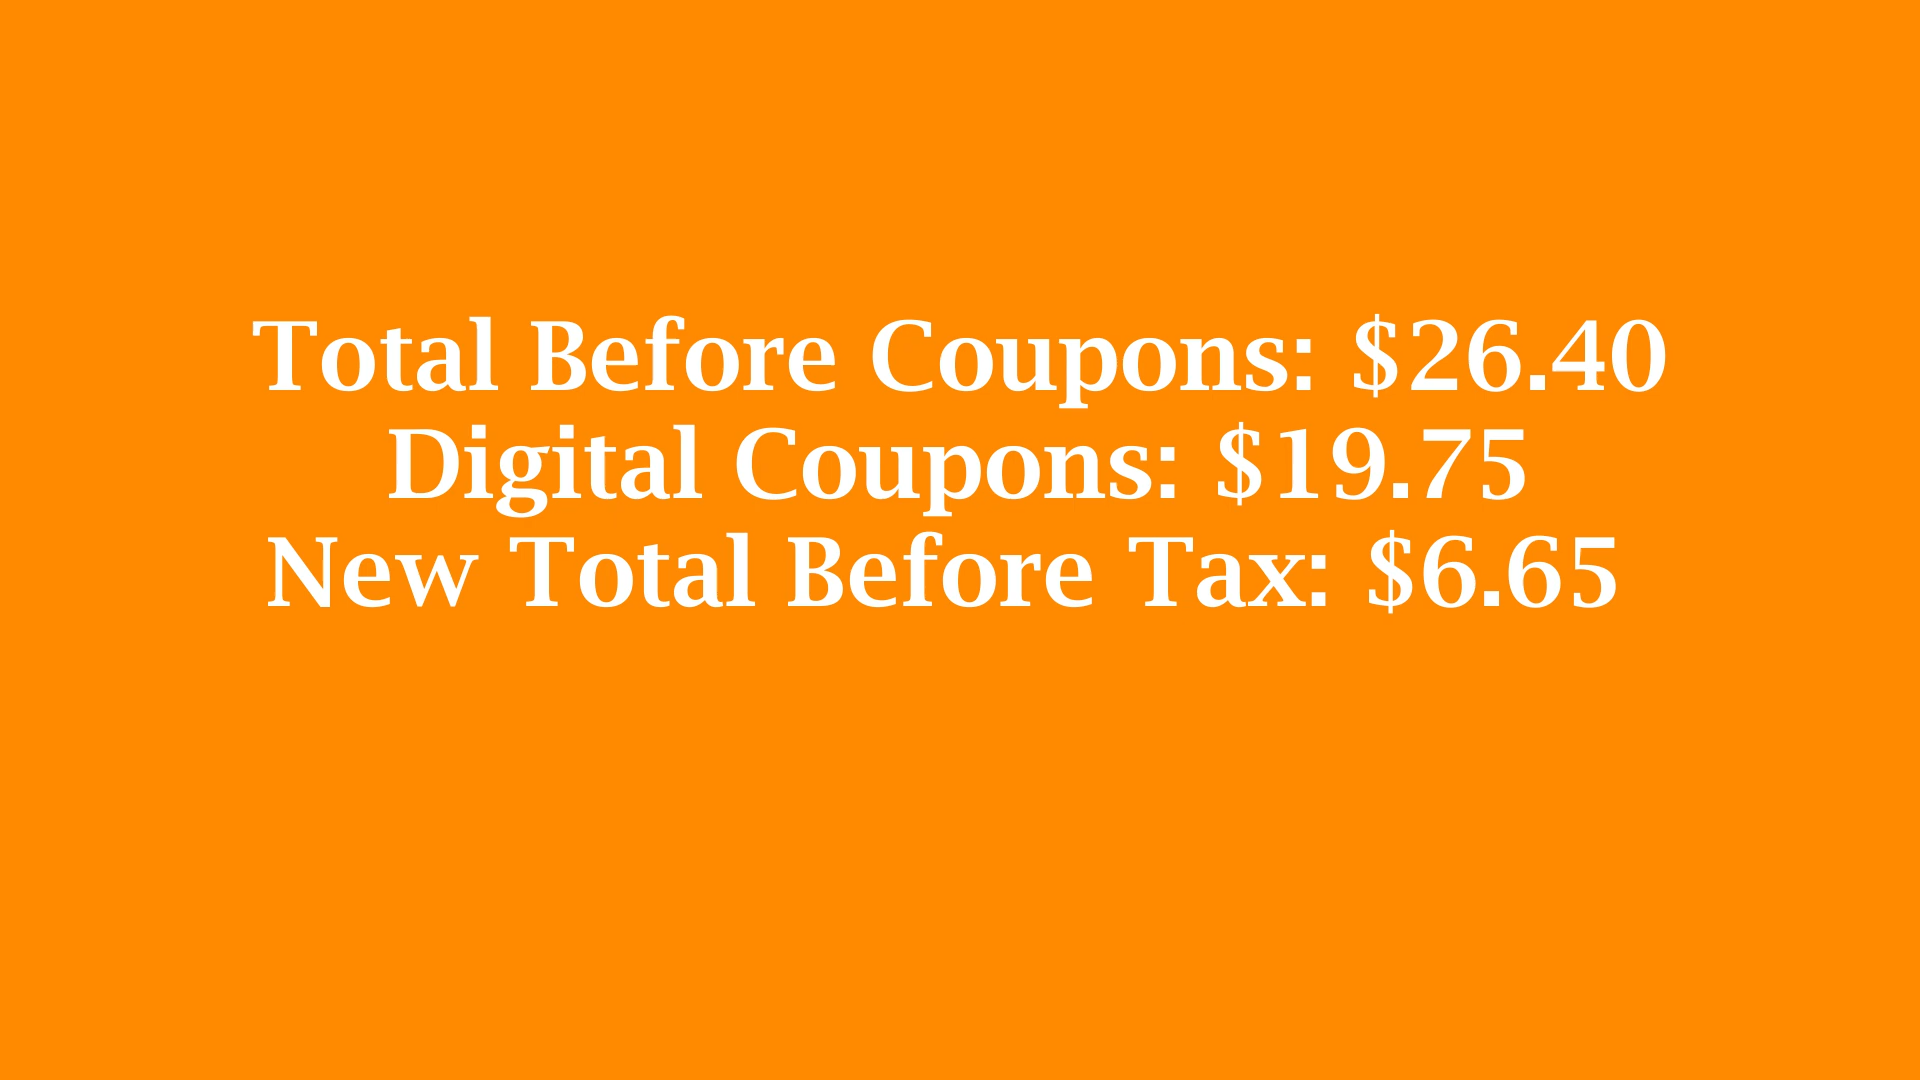 Total Before Coupons: $26.40
Digital Coupons: $19.75
New Total Before Tax: $6.65